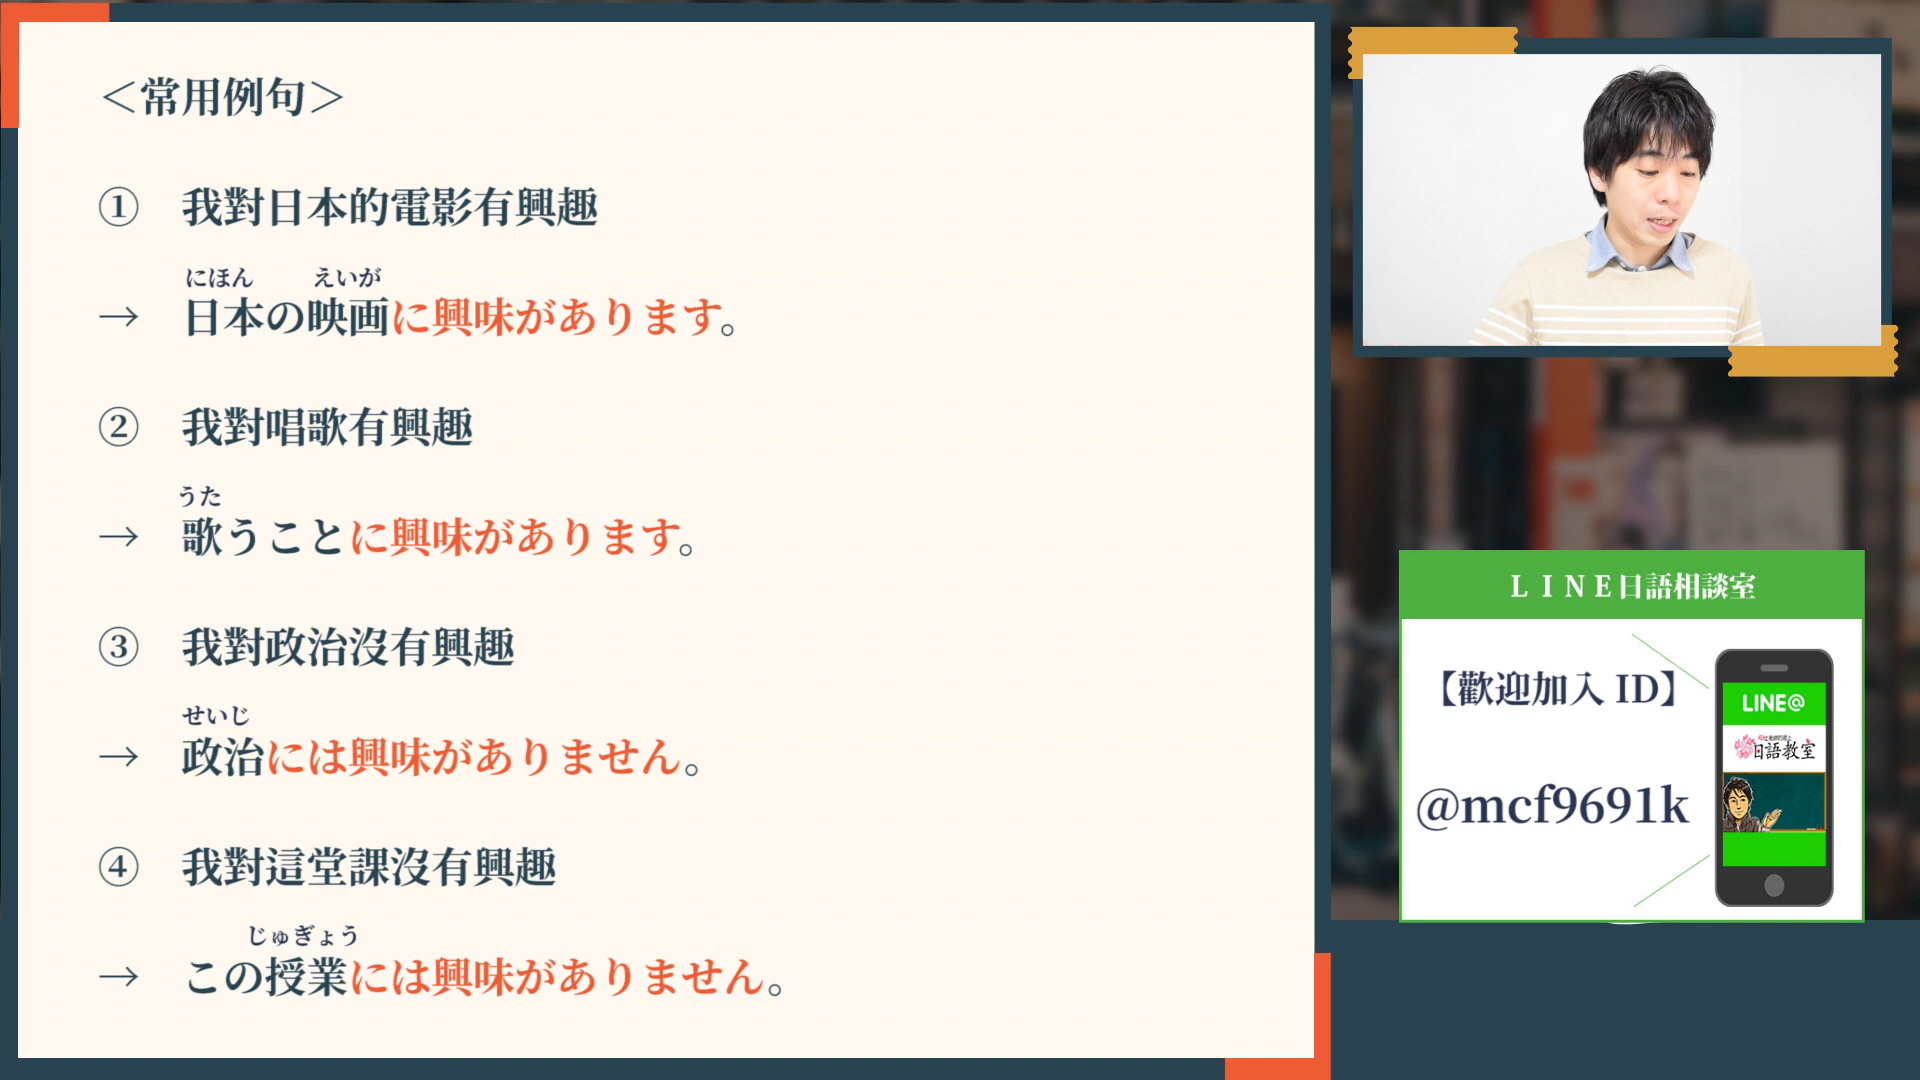 ＜常用例句＞
① 我對日本的電影有興趣
にほん えいが
→ 日本の映画に興味があります。
② 我對唱歌有興趣
うた
→ 歌うことに興味があります。
③ 我對政治沒有興趣
せいじ
→ 政治には興味がありません。
④ 我對這堂課沒有興趣
じゅぎょう
→ この授業には興味がありません。
ＬＩＮＥ日語相談室
【歡迎加入 ID】
@mcf9691k
LINE@
日語教室